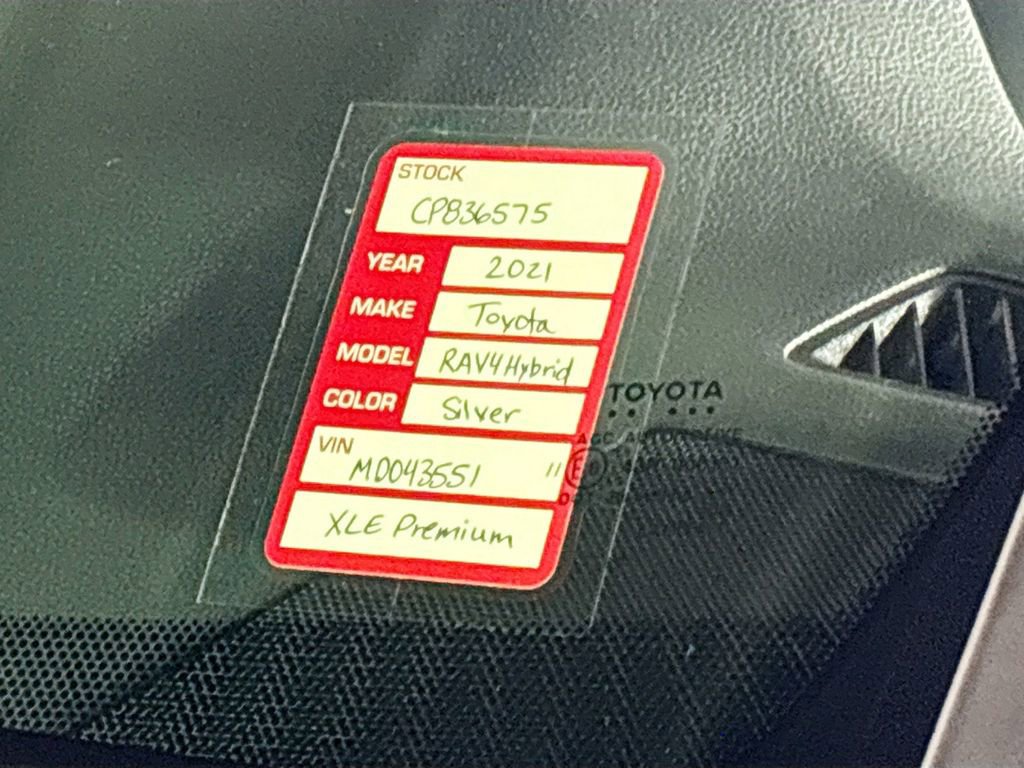 STOCK
CP836575
YEAR 2021
MAKE Toyota
MODEL RAV4 Hybrid
COLOR Silver
VIN
MD043551
XLE Premium
TOYOTA